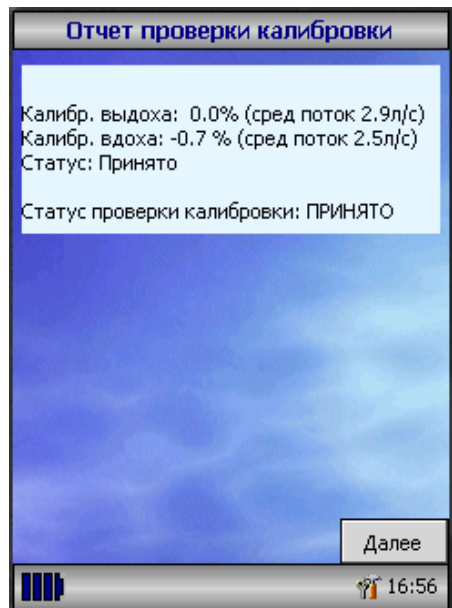 Отчет проверки калибровки
Калибр. выдоха: 0.0% (сред поток 2.9л/с)
Калибр. вдоха: -0.7 % (сред поток 2.5л/с)
Статус: Принято
Статус проверки калибровки: ПРИНЯТО
Далее
16:56